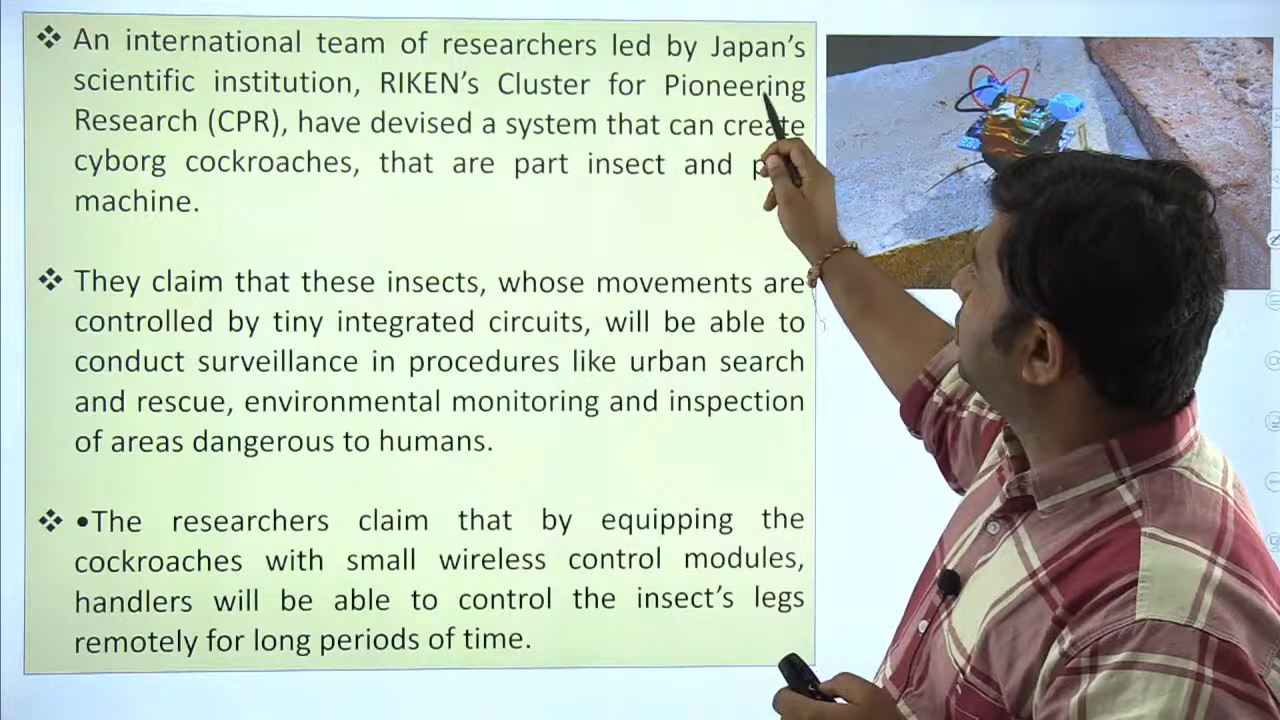 ❖ An international team of researchers led by Japan's
scientific institution, RIKEN's Cluster for Pioneering
Research (CPR), have devised a system that can create
cyborg cockroaches, that are part insect and
machine.
❖ They claim that these insects, whose movements are
controlled by tiny integrated circuits, will be able to
conduct surveillance in procedures like urban search
and rescue, environmental monitoring and inspection
of areas dangerous to humans.
❖ •The researchers claim that by equipping the
cockroaches with small wireless control modules,
handlers will be able to control the insect's legs
remotely for long periods of time.